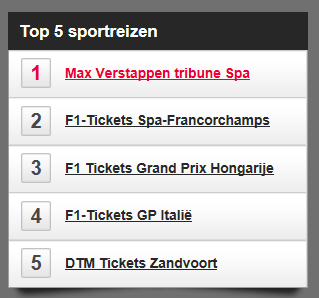 Top 5 sportreizen
1 Max Verstappen tribune Spa
2 F1-Tickets Spa-Francorchamps
3 F1 Tickets Grand Prix Hongarije
4 F1-Tickets GP Italië
5 DTM Tickets Zandvoort